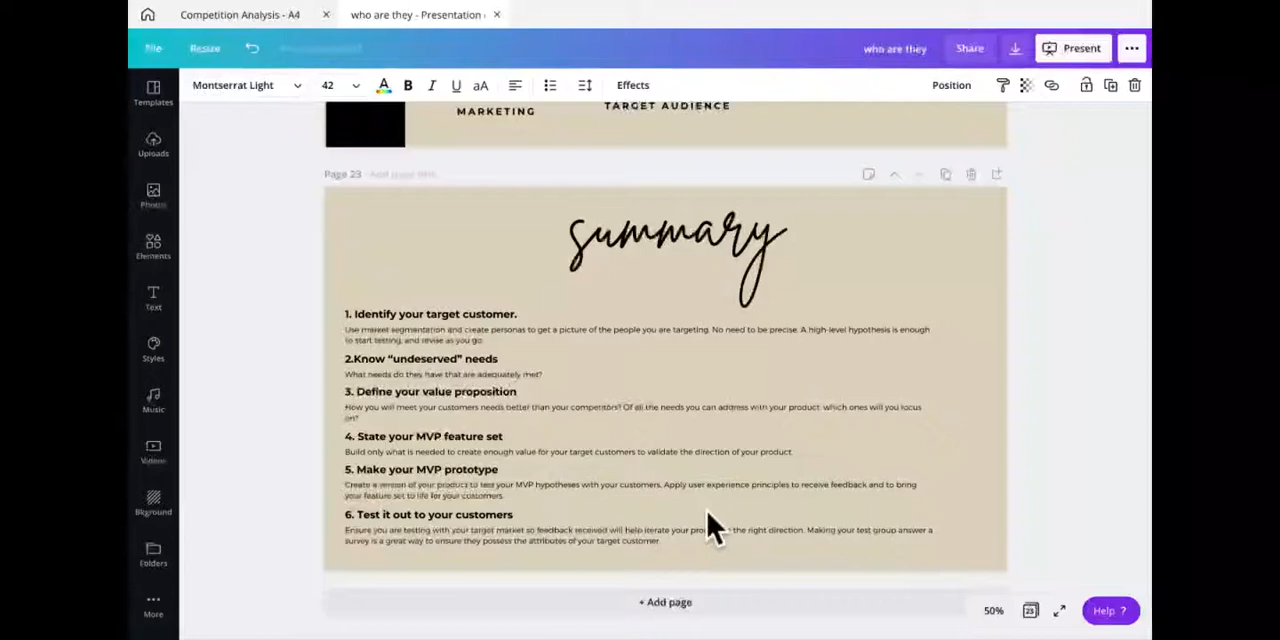 Competition Analysis - A4
who are they - Presentation
File
Resize
who are they
Share
Present
Montserrat Light
42
B
I
U
aA
Effects
Position
Templates
Uploads
Photos
Elements
Text
Styles
Music
Videos
Bkground
Folders
More
MARKETING
TARGET AUDIENCE
Page 23 - Add page title
summary
1. Identify your target customer.
Use market segmentation and create personas to get a picture of the people you are targeting. No need to be precise. A high-level hypothesis is enough
to start testing, and revise as you go.
2.Know “undeserved” needs
What needs do they have that are adequately met?
3. Define your value proposition
How you will meet your customers needs better than your competitors? Of all the needs you can address with your product, which ones will you focus
on?
4. State your MVP feature set
Build only what is needed to create enough value for your target customers to validate the direction of your product.
5. Make your MVP prototype
Create a version of your product to test your MVP hypotheses with your customers. Apply user experience principles to receive feedback and to bring
your feature set to life for your customers.
6. Test it out to your customers
Ensure you are testing with your target market so feedback received will help iterate your the right direction. Making your test group answer a
survey is a great way to ensure they possess the attributes of your target customer.
+ Add page
50%
23
Help ?